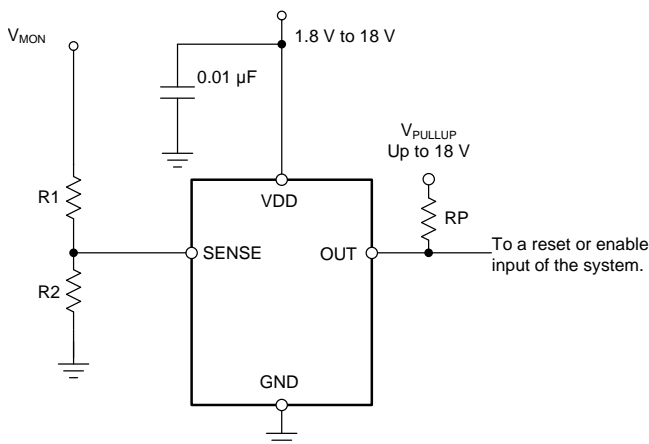 1.8 V to 18 V
VMON
0.01 µF
VPULLUP
Up to 18 V
R1
VDD
RP
SENSE
OUT
To a reset or enable
input of the system.
R2
GND